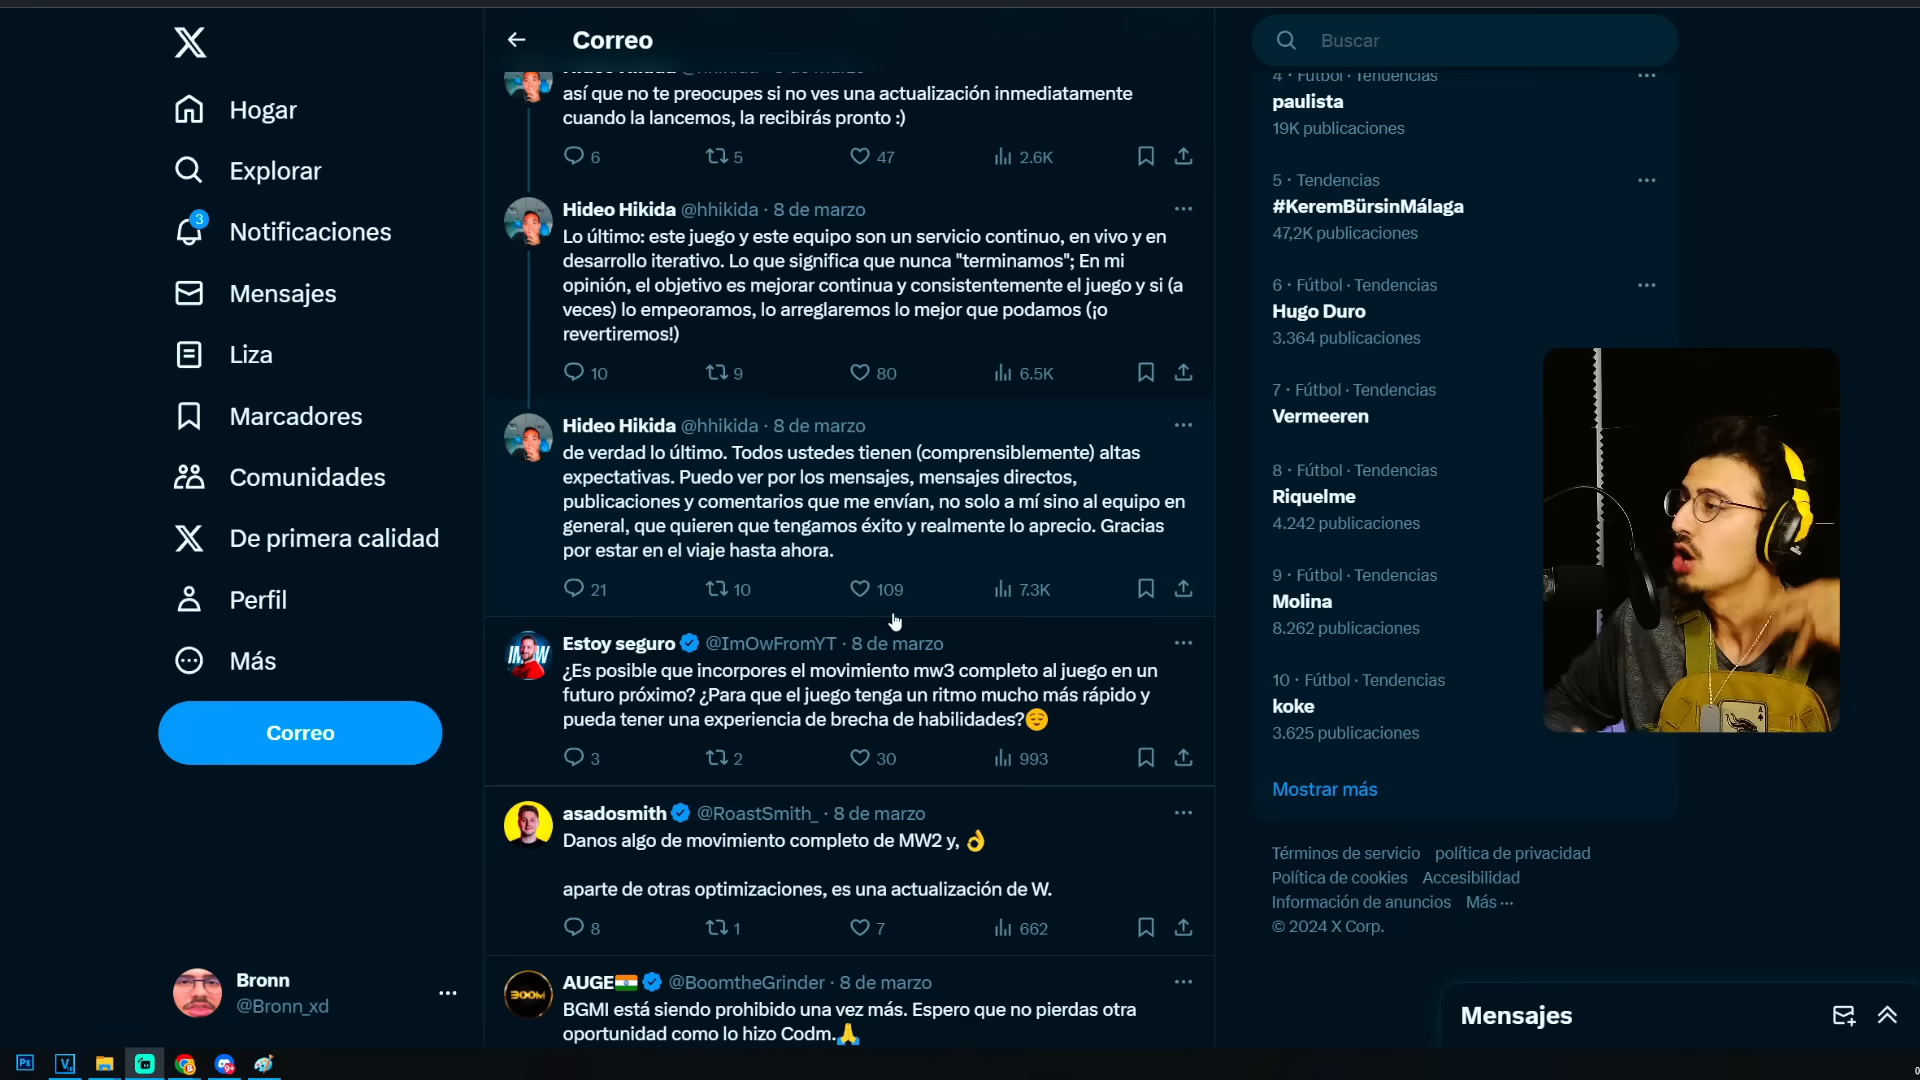 Correo
Buscar
Hogar
Explorar
3
Notificaciones
Mensajes
Liza
Marcadores
Comunidades
De primera calidad
Perfil
Más
Correo
Bronn
@Bronn_xd
Hideo Hikida @hhikida · 8 de marzo
así que no te preocupes si no ves una actualización inmediatamente
cuando la lancemos, la recibirás pronto :)
6 5 47 2.6K
Hideo Hikida @hhikida · 8 de marzo
Lo último: este juego y este equipo son un servicio continuo, en vivo y en
desarrollo iterativo. Lo que significa que nunca "terminamos"; En mi
opinión, el objetivo es mejorar continua y consistentemente el juego y si (a
veces) lo empeoramos, lo arreglaremos lo mejor que podamos (¡o
revertiremos!)
10 9 80 6.5K
Hideo Hikida @hhikida · 8 de marzo
de verdad lo último. Todos ustedes tienen (comprensiblemente) altas
expectativas. Puedo ver por los mensajes, mensajes directos,
publicaciones y comentarios que me envían, no solo a mí sino al equipo en
general, que quieren que tengamos éxito y realmente lo aprecio. Gracias
por estar en el viaje hasta ahora.
21 10 109 7.3K
Estoy seguro @ImOwFromYT · 8 de marzo
¿Es posible que incorpores el movimiento mw3 completo al juego en un
futuro próximo? ¿Para que el juego tenga un ritmo mucho más rápido y
pueda tener una experiencia de brecha de habilidades?😌
3 2 30 993
asadosmith @RoastSmith_ · 8 de marzo
Danos algo de movimiento completo de MW2 y, 👌
aparte de otras optimizaciones, es una actualización de W.
8 1 7 662
BOOM
AUGE🇮🇳 @BoomtheGrinder · 8 de marzo
BGMI está siendo prohibido una vez más. Espero que no pierdas otra
oportunidad como lo hizo Codm.🙏
4 · Fútbol · Tendencias
paulista
19K publicaciones
5 · Tendencias
#KeremBürsinMálaga
47,2K publicaciones
6 · Fútbol · Tendencias
Hugo Duro
3.364 publicaciones
7 · Fútbol · Tendencias
Vermeeren
8 · Fútbol · Tendencias
Riquelme
4.242 publicaciones
9 · Fútbol · Tendencias
Molina
8.262 publicaciones
10 · Fútbol · Tendencias
koke
3.625 publicaciones
Mostrar más
Términos de servicio política de privacidad
Política de cookies Accesibilidad
Información de anuncios Más ···
© 2024 X Corp.
Mensajes
Ps